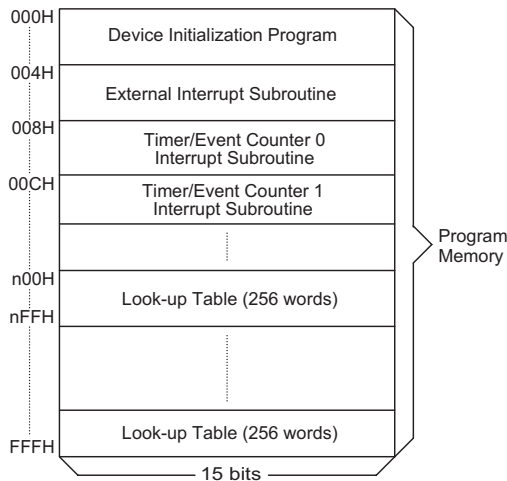 000H
Device Initialization Program
004H
External Interrupt Subroutine
008H
Timer/Event Counter 0
Interrupt Subroutine
00CH
Timer/Event Counter 1
Interrupt Subroutine
Program
Memory
n00H
Look-up Table (256 words)
nFFH
Look-up Table (256 words)
FFFH
15 bits